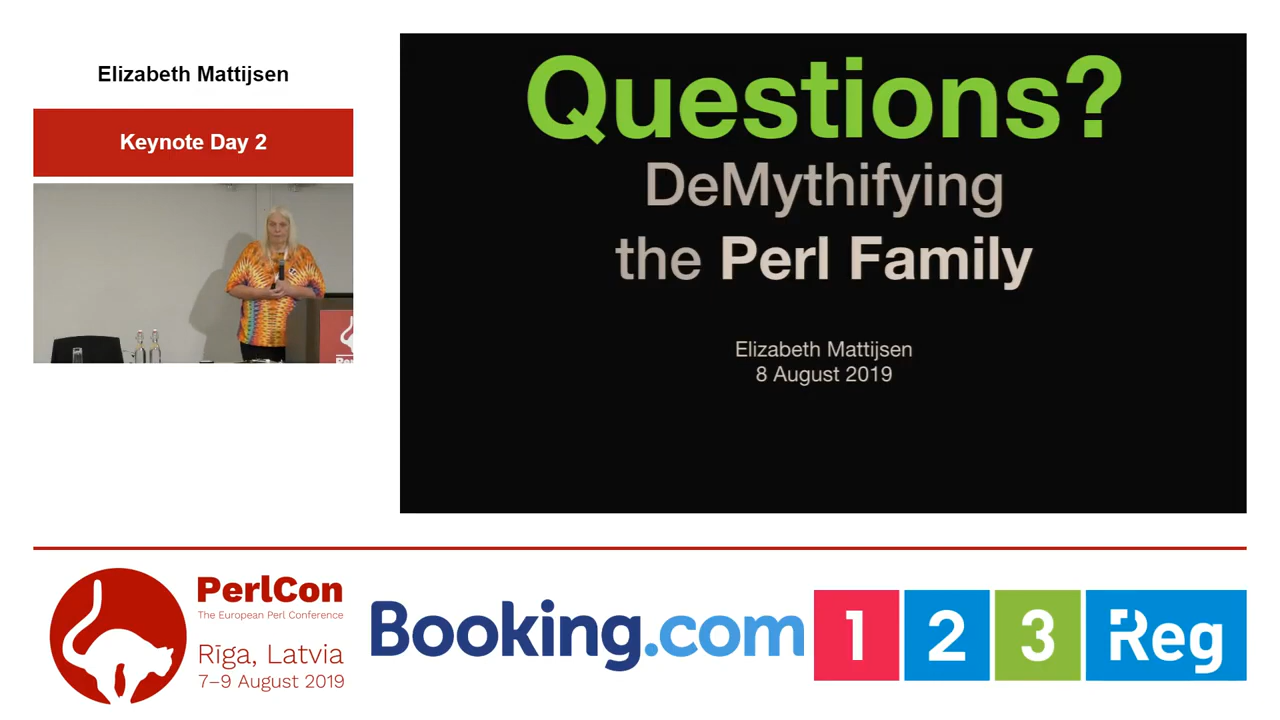 Elizabeth Mattijsen
Keynote Day 2
Questions?
DeMythifying
the Perl Family
Elizabeth Mattijsen
8 August 2019
PerlCon
The European Perl Conference
Rīga, Latvia
7–9 August 2019
Booking.com
1 2 3 Reg